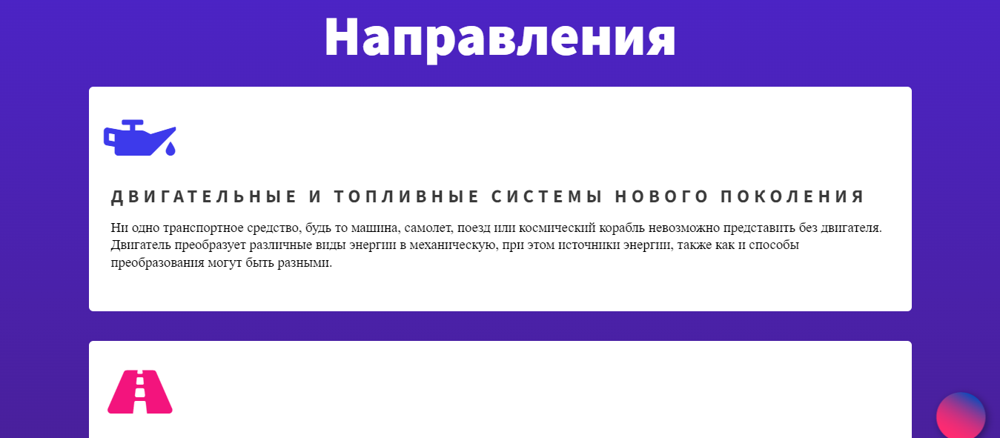 Направления
ДВИГАТЕЛЬНЫЕ И ТОПЛИВНЫЕ СИСТЕМЫ НОВОГО ПОКОЛЕНИЯ
Ни одно транспортное средство, будь то машина, самолет, поезд или космический корабль невозможно представить без двигателя.
Двигатель преобразует различные виды энергии в механическую, при этом источники энергии, также как и способы
преобразования могут быть разными.